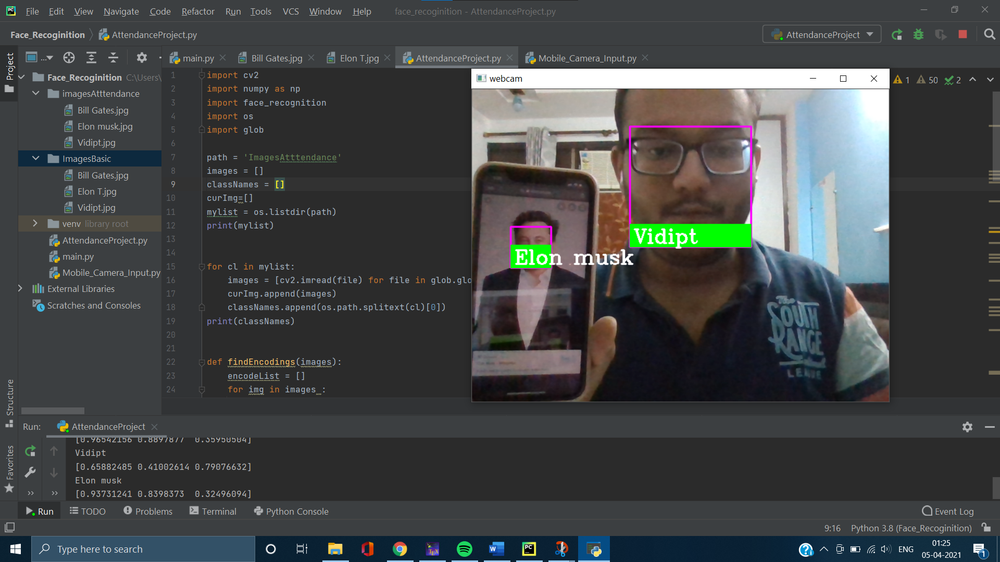 File Edit View Navigate Code Refactor Run Tools VCS Window Help face_recoginition - AttendanceProject.py
Face_Recoginition AttendanceProject.py AttendanceProject
Project ... main.py Bill Gates.jpg Elon T.jpg AttendanceProject.py Mobile_Camera_Input.py
Face_Recoginition C:\Users\
imagesAtttendance
Bill Gates.jpg
Elon musk.jpg
Vidipt.jpg
ImagesBasic
Bill Gates.jpg
Elon T.jpg
Vidipt.jpg
venv library root
AttendanceProject.py
main.py
Mobile_Camera_Input.py
External Libraries
Scratches and Consoles
1 import cv2
2 import numpy as np
3 import face_recognition
4 import os
5 import glob
6
7 path = 'ImagesAtttendance'
8 images = []
9 classNames = []
10 curImg=[]
11 mylist = os.listdir(path)
12 print(mylist)
13
14
15 for cl in mylist:
16 images = [cv2.imread(file) for file in glob.glo
17 curImg.append(images)
18 classNames.append(os.path.splitext(cl)[0])
19 print(classNames)
20
21
22 def findEncodings(images):
23 encodeList = []
24 for img in images :
webcam
1 50 2
Vidipt
Elon musk
The
SOUTH
RANGE
LEAGUE
Structure
Favorites
Run: AttendanceProject
[0.96542156 0.8897877 0.35950504]
Vidipt
[0.65882485 0.41002614 0.79076632]
Elon musk
[0.93731241 0.8398373 0.32496094]
Run TODO Problems Terminal Python Console Event Log
9:16 Python 3.8 (Face_Recoginition)
Type here to search
ENG
01:25
05-04-2021
1